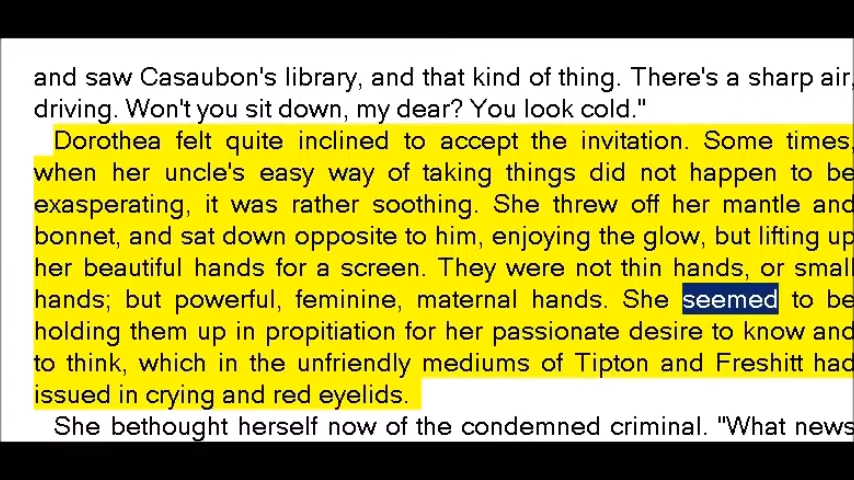 and saw Casaubon's library, and that kind of thing. There's a sharp air,
driving. Won't you sit down, my dear? You look cold."
Dorothea felt quite inclined to accept the invitation. Some times,
when her uncle's easy way of taking things did not happen to be
exasperating, it was rather soothing. She threw off her mantle and
bonnet, and sat down opposite to him, enjoying the glow, but lifting up
her beautiful hands for a screen. They were not thin hands, or small
hands; but powerful, feminine, maternal hands. She seemed to be
holding them up in propitiation for her passionate desire to know and
to think, which in the unfriendly mediums of Tipton and Freshitt had
issued in crying and red eyelids.
She bethought herself now of the condemned criminal. "What news